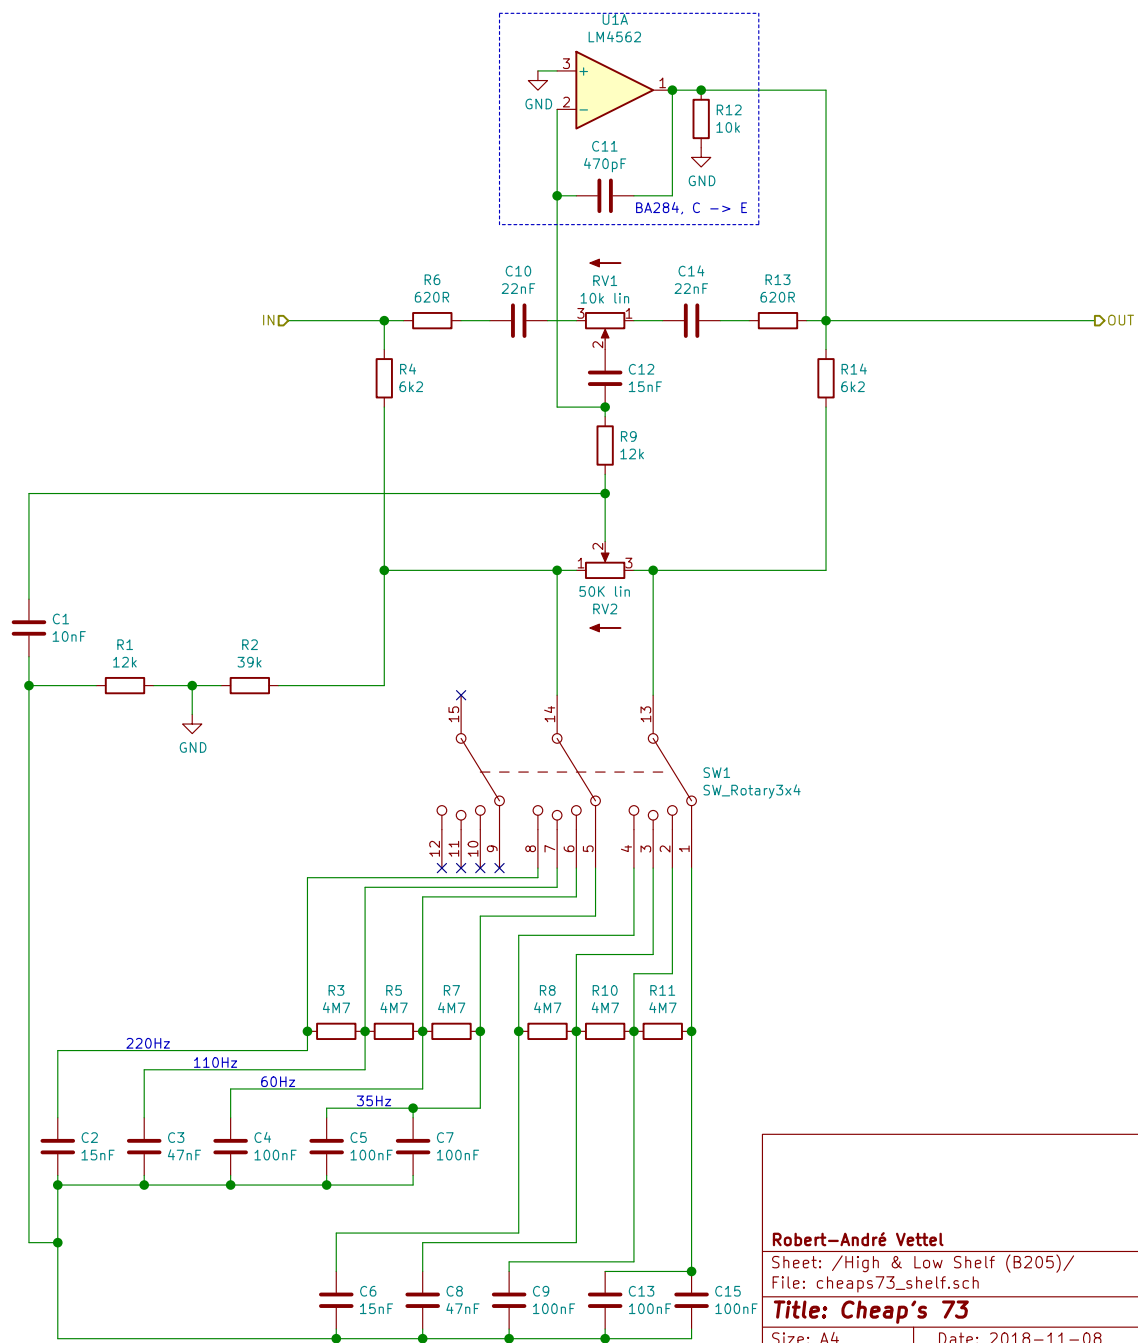 U1A
LM4562
3
+
1
GND
2
−
R12
10k
C11
470pF
GND
BA284, C −> E
R6
620R
C10
22nF
RV1
10k lin
C14
22nF
R13
620R
IN
3
1
OUT
2
R4
6k2
C12
15nF
R14
6k2
R9
12k
2
1
3
50K lin
RV2
C1
10nF
R1
12k
R2
39k
GND
15
14
13
SW1
SW_Rotary3x4
12
11
10
9
8
7
6
5
4
3
2
1
R3
4M7
R5
4M7
R7
4M7
R8
4M7
R10
4M7
R11
4M7
220Hz
110Hz
60Hz
35Hz
C2
15nF
C3
47nF
C4
100nF
C5
100nF
C7
100nF
C6
15nF
C8
47nF
C9
100nF
C13
100nF
C15
100nF
Robert−André Vettel
Sheet: /High & Low Shelf (B205)/
File: cheaps73_shelf.sch
Title: Cheap's 73
Size: A4
Date: 2018−11−08